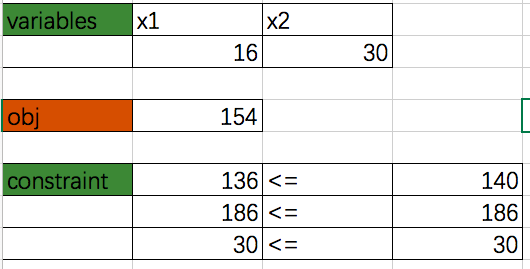 variables x1 x2
16 30
obj 154
constraint 136 <= 140
186 <= 186
30 <= 30